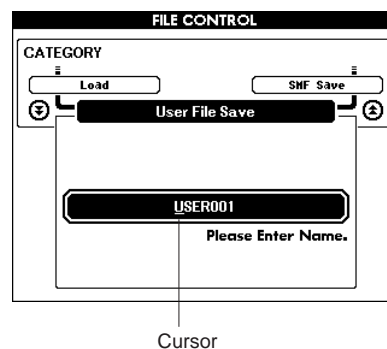 FILE CONTROL
CATEGORY
Load
SMF Save
User File Save
USER001
Please Enter Name.
Cursor